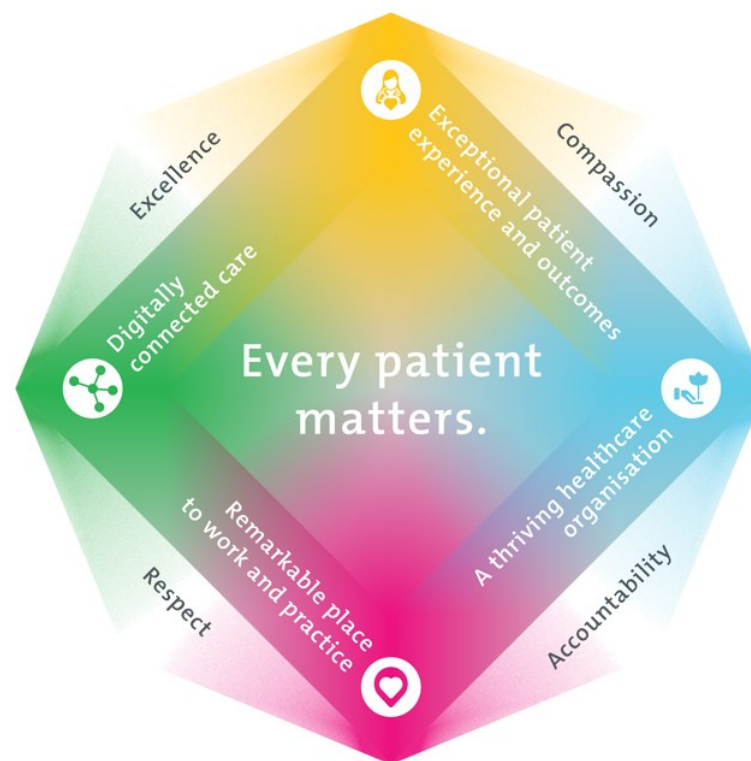 Excellence
Compassion
Exceptional patient
experience and outcomes
Digitally
connected care
Every patient
matters.
A thriving healthcare
organisation
Remarkable place
to work and practice
Respect
Accountability